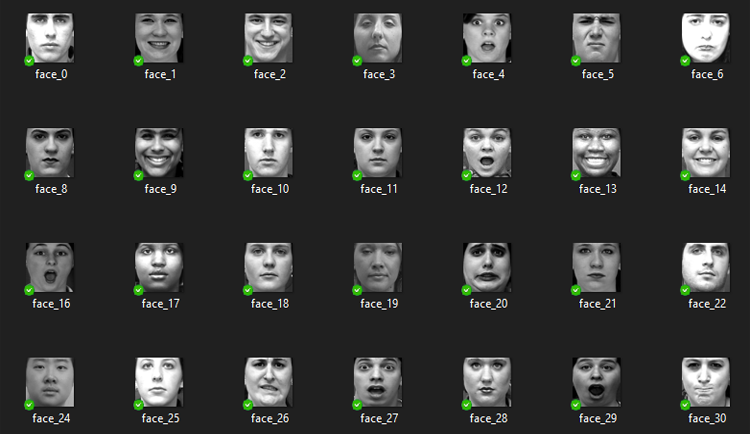 face_0 face_1 face_2 face_3 face_4 face_5 face_6
face_8 face_9 face_10 face_11 face_12 face_13 face_14
face_16 face_17 face_18 face_19 face_20 face_21 face_22
face_24 face_25 face_26 face_27 face_28 face_29 face_30